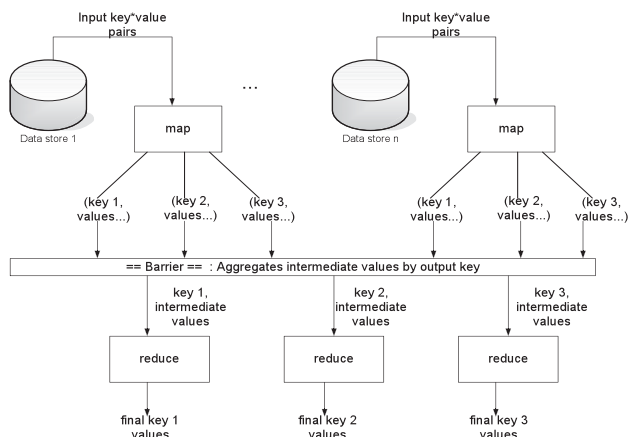 Input key*value
pairs
Input key*value
pairs
...
map
map
Data store 1
Data store n
(key 1,
values...)
(key 2,
values...)
(key 3,
values...)
(key 1,
values...)
(key 2,
values...)
(key 3,
values...)
== Barrier == : Aggregates intermediate values by output key
key 1,
intermediate
values
key 2,
intermediate
values
key 3,
intermediate
values
reduce
reduce
reduce
final key 1
values
final key 2
values
final key 3
values